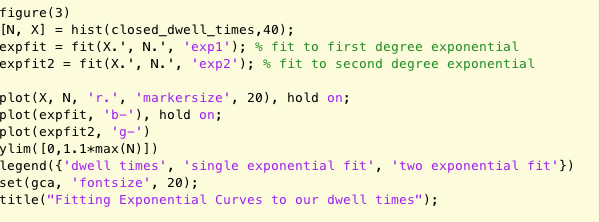 figure(3)
[N, X] = hist(closed_dwell_times,40);
expfit = fit(X.', N.', 'exp1'); % fit to first degree exponential
expfit2 = fit(X.', N.', 'exp2'); % fit to second degree exponential
plot(X, N, 'r.', 'markersize', 20), hold on;
plot(expfit, 'b-'), hold on;
plot(expfit2, 'g-')
ylim([0,1.1*max(N)])
legend({'dwell times', 'single exponential fit', 'two exponential fit'})
set(gca, 'fontsize', 20);
title("Fitting Exponential Curves to our dwell times");